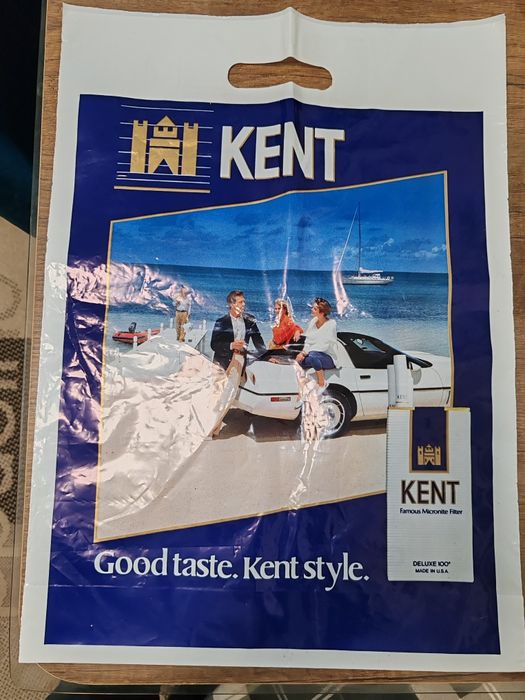 KENT
KENT
Famous Micronite Filter
DELUXE 100's
MADE IN U.S.A.
Good taste. Kent style.